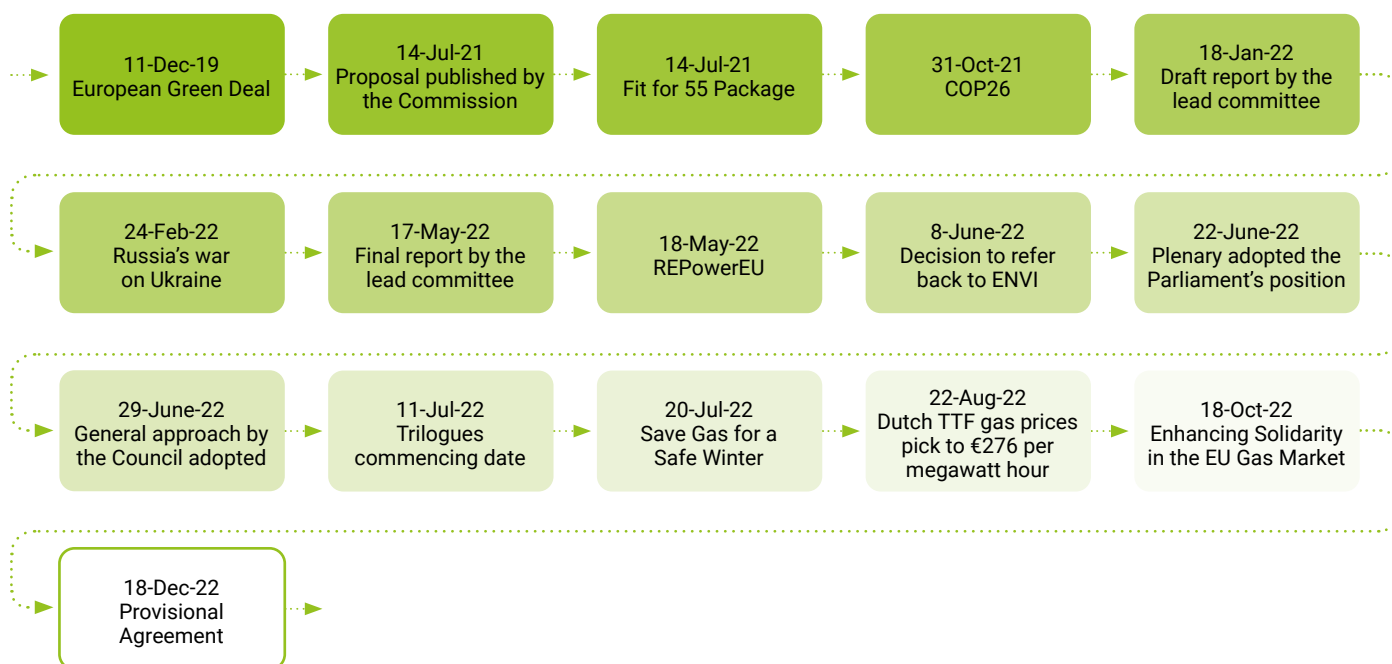 11-Dec-19
European Green Deal
14-Jul-21
Proposal published by
the Commission
14-Jul-21
Fit for 55 Package
31-Oct-21
COP26
18-Jan-22
Draft report by the
lead committee
24-Feb-22
Russia’s war
on Ukraine
17-May-22
Final report by the
lead committee
18-May-22
REPowerEU
8-June-22
Decision to refer
back to ENVI
22-June-22
Plenary adopted the
Parliament’s position
29-June-22
General approach by
the Council adopted
11-Jul-22
Trilogues
commencing date
20-Jul-22
Save Gas for a
Safe Winter
22-Aug-22
Dutch TTF gas prices
pick to €276 per
megawatt hour
18-Oct-22
Enhancing Solidarity
in the EU Gas Market
18-Dec-22
Provisional
Agreement